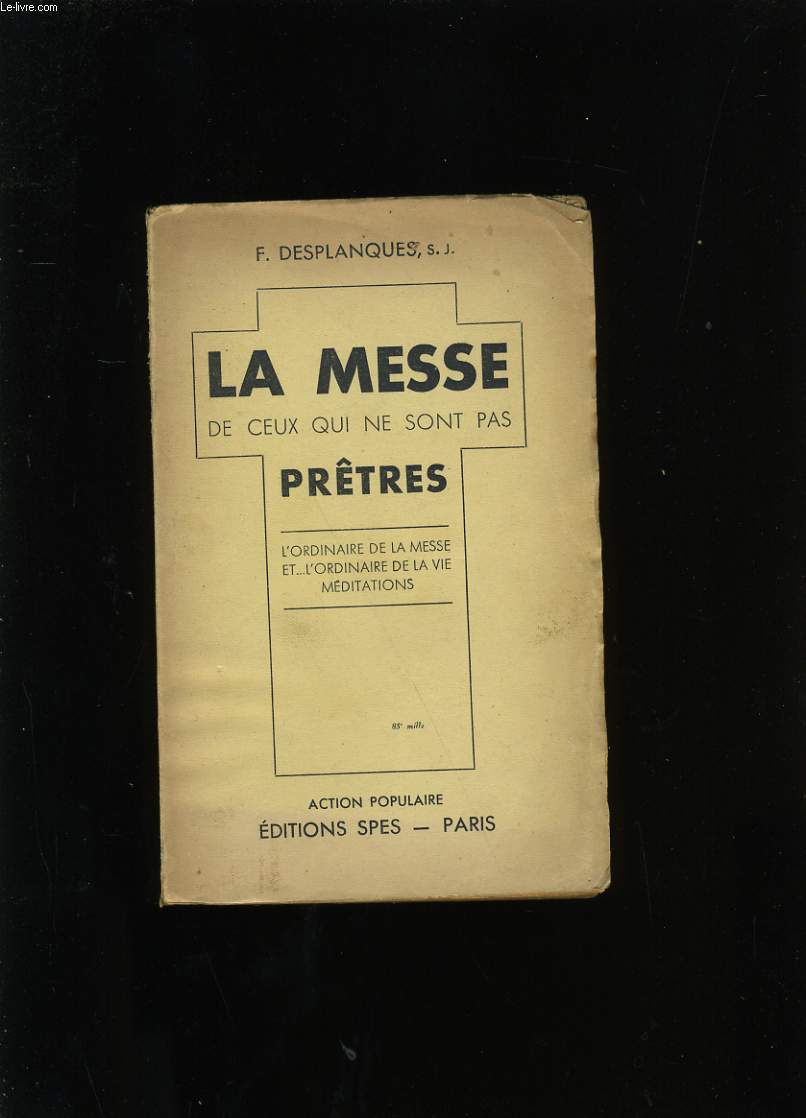 Le-livre.com
F. DESPLANQUES, S. J.
LA MESSE
DE CEUX QUI NE SONT PAS
PRÊTRES
L'ORDINAIRE DE LA MESSE
ET...L'ORDINAIRE DE LA VIE
MÉDITATIONS
85e mille
ACTION POPULAIRE
ÉDITIONS SPES — PARIS